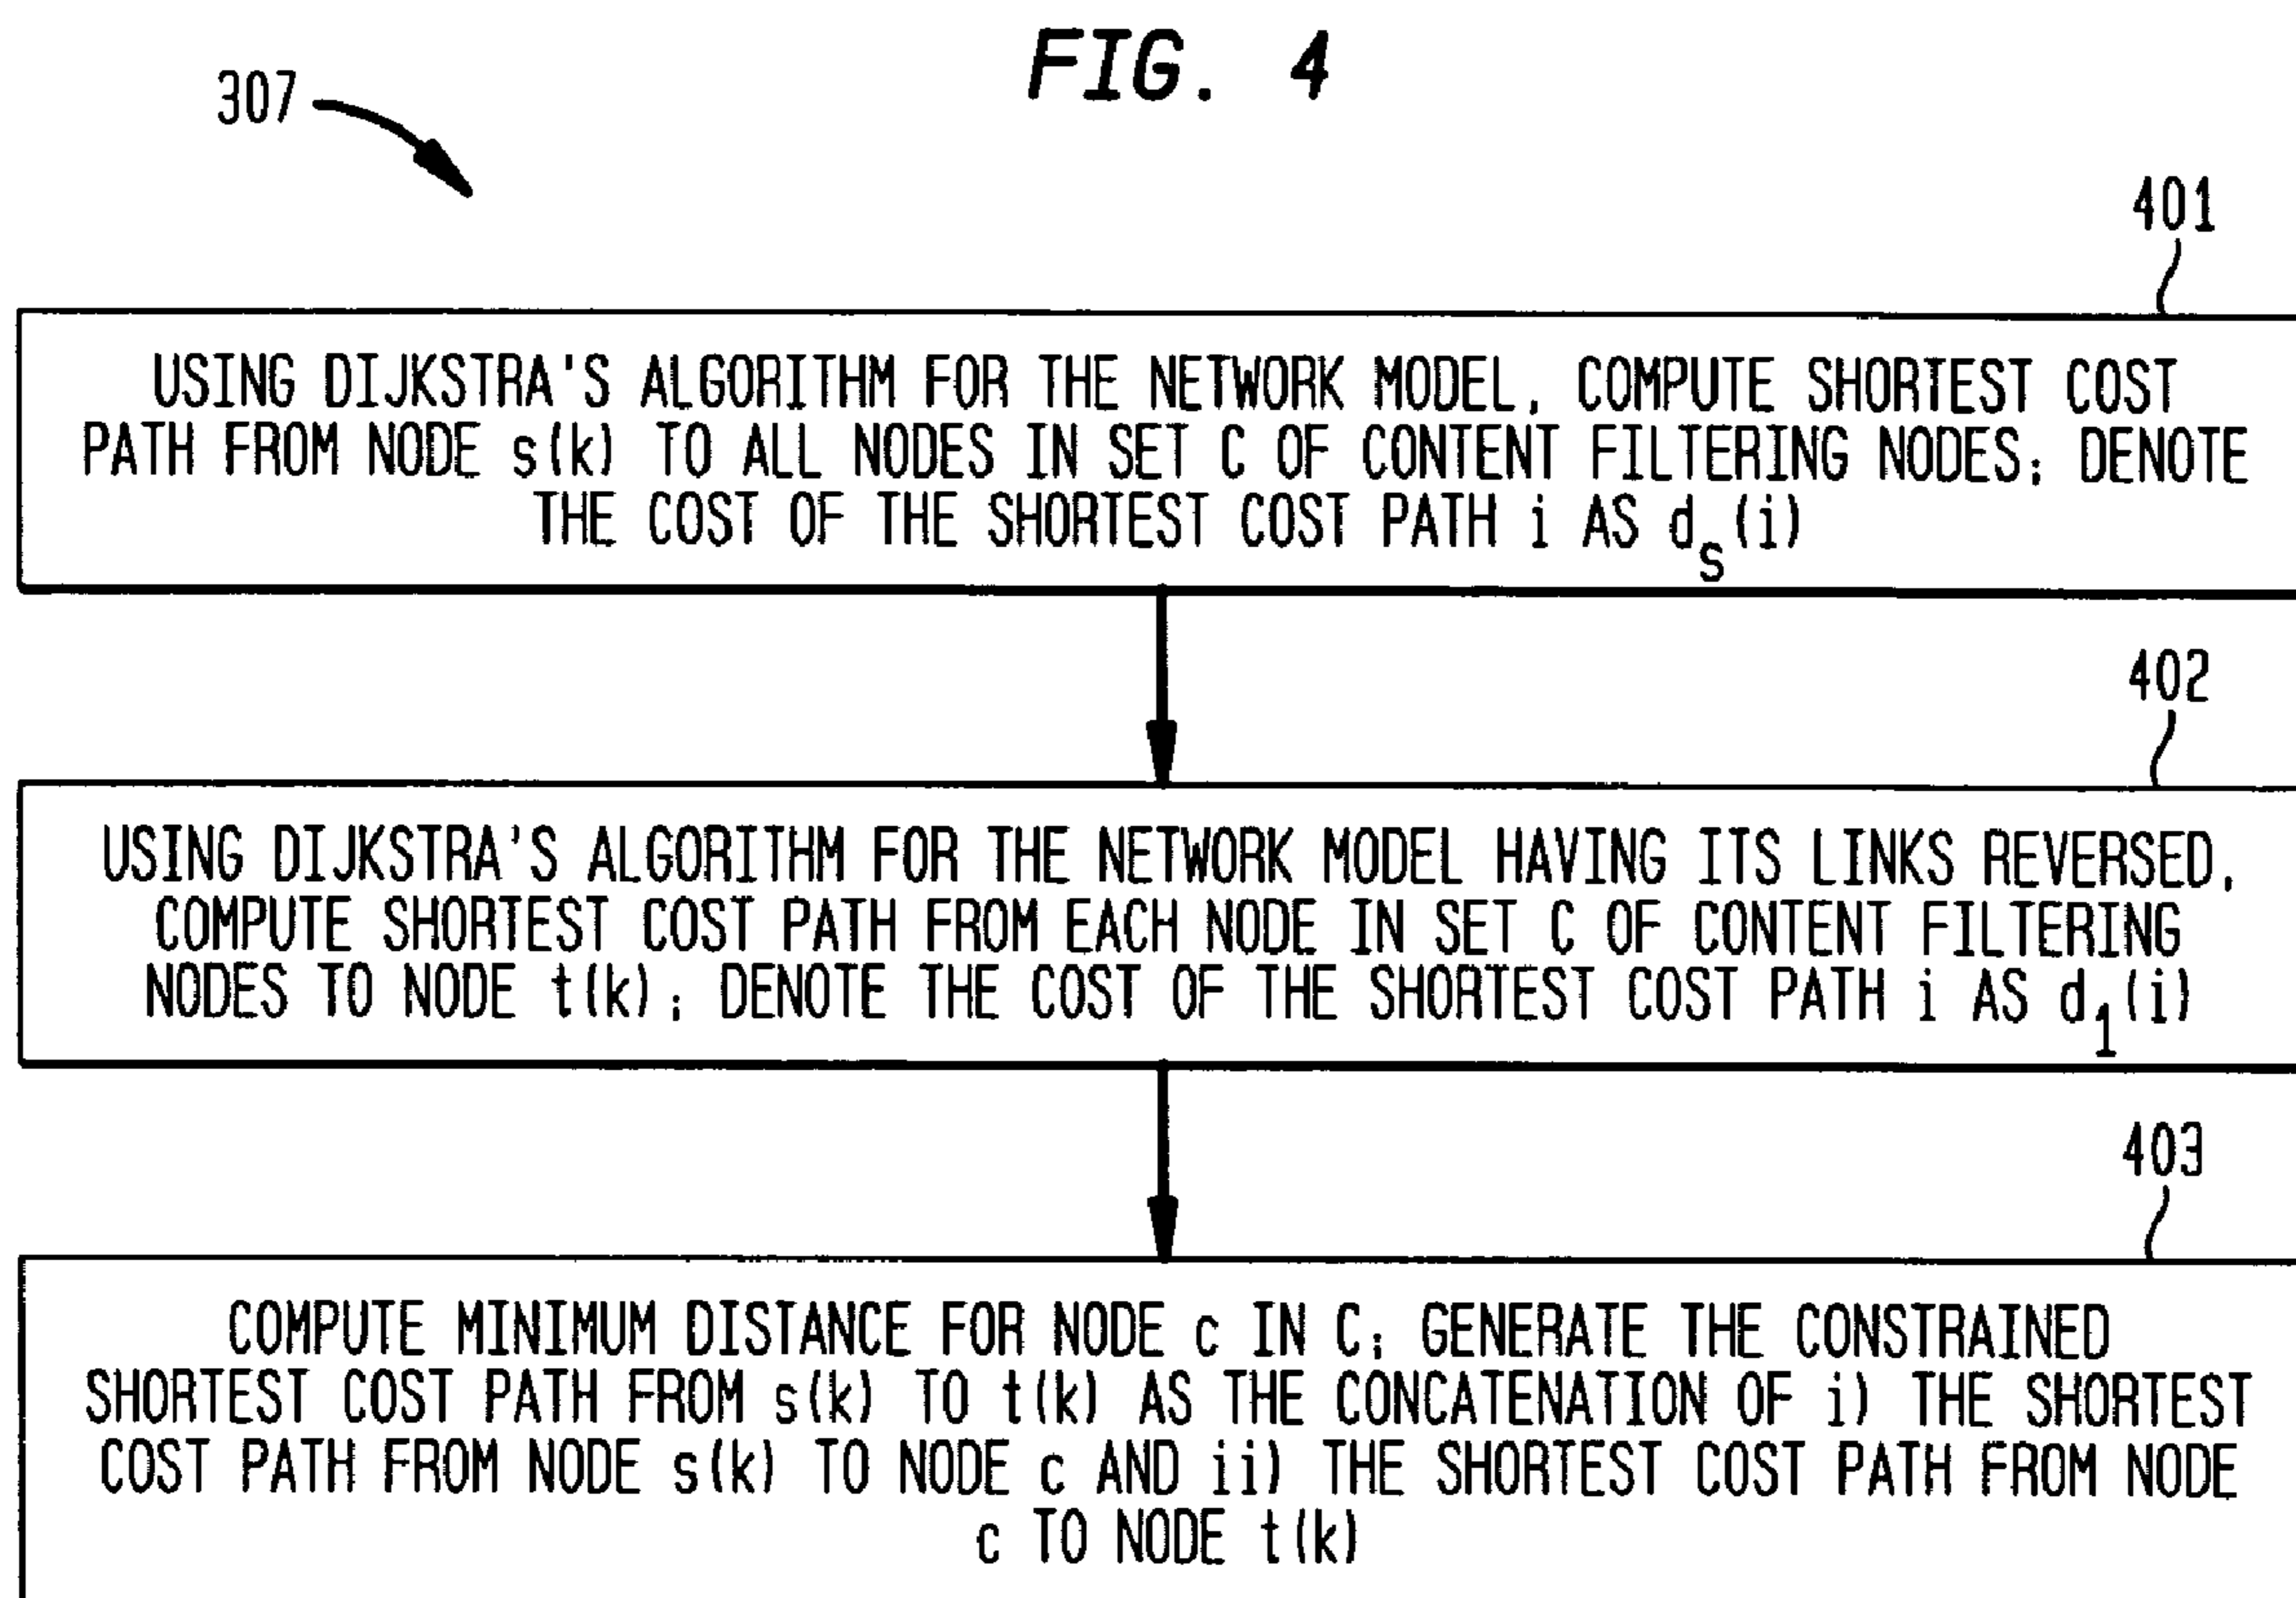 FIG. 4
307
401
USING DIJKSTRA'S ALGORITHM FOR THE NETWORK MODEL, COMPUTE SHORTEST COST
PATH FROM NODE s(k) TO ALL NODES IN SET C OF CONTENT FILTERING NODES; DENOTE
THE COST OF THE SHORTEST COST PATH i AS d_s(i)
402
USING DIJKSTRA'S ALGORITHM FOR THE NETWORK MODEL HAVING ITS LINKS REVERSED,
COMPUTE SHORTEST COST PATH FROM EACH NODE IN SET C OF CONTENT FILTERING
NODES TO NODE t(k); DENOTE THE COST OF THE SHORTEST COST PATH i AS d_1(i)
403
COMPUTE MINIMUM DISTANCE FOR NODE c IN C; GENERATE THE CONSTRAINED
SHORTEST COST PATH FROM s(k) TO t(k) AS THE CONCATENATION OF i) THE SHORTEST
COST PATH FROM NODE s(k) TO NODE c AND ii) THE SHORTEST COST PATH FROM NODE
c TO NODE t(k)